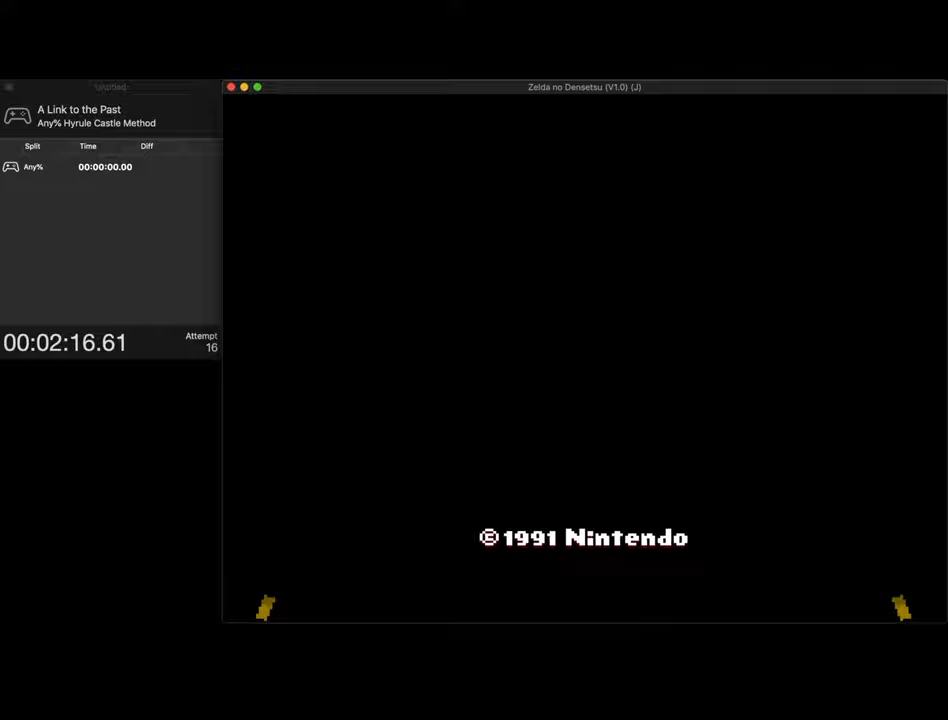 Untitled
Zelda no Densetsu (V1.0) (J)
A Link to the Past
Any% Hyrule Castle Method
Split Time Diff
Any% 00:00:00.00
00:02:16.61
Attempt
16
©1991 Nintendo